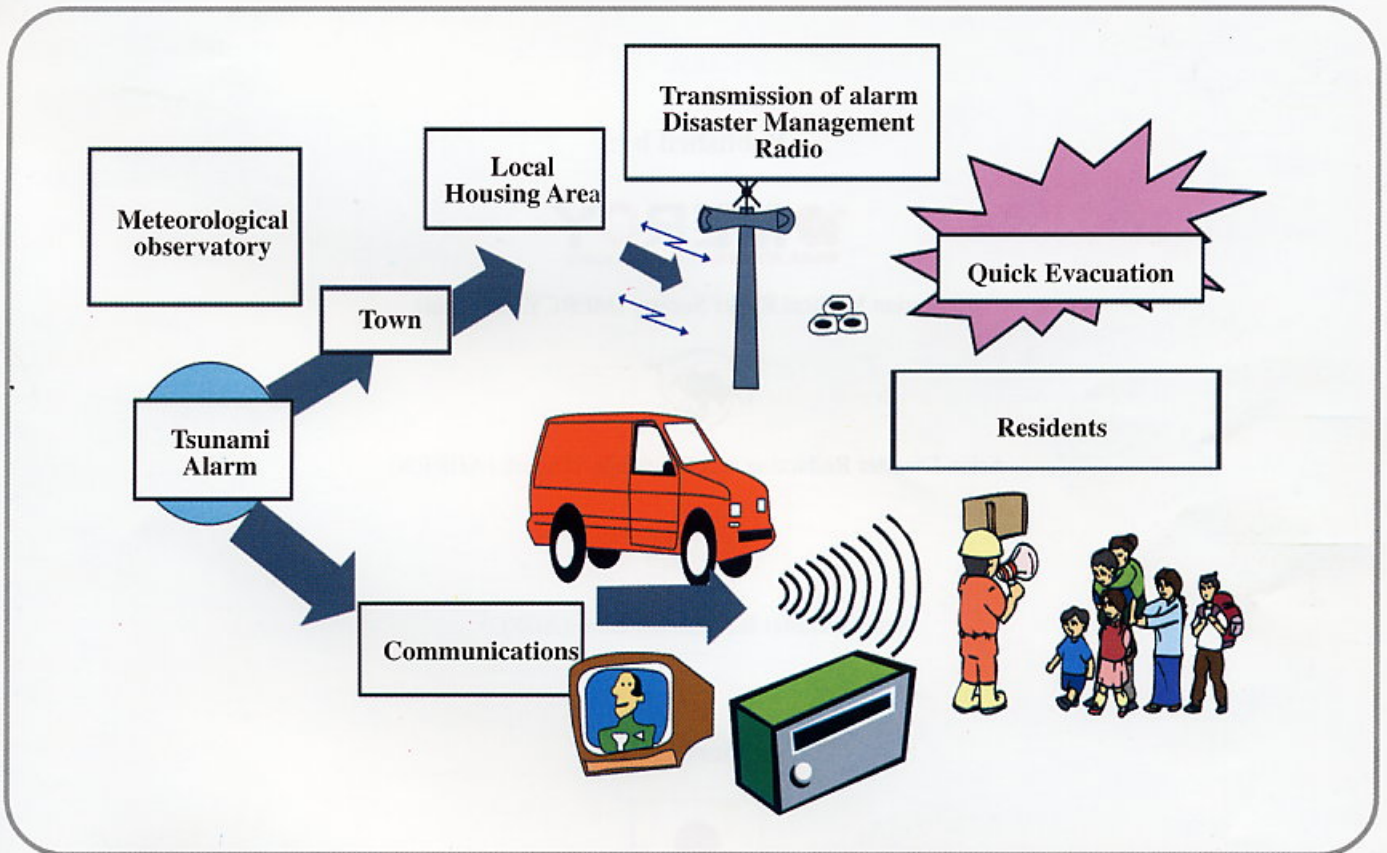 Transmission of alarm
Disaster Management
Radio
Local
Housing Area
Meteorological
observatory
Quick Evacuation
Town
Residents
Tsunami
Alarm
Communications